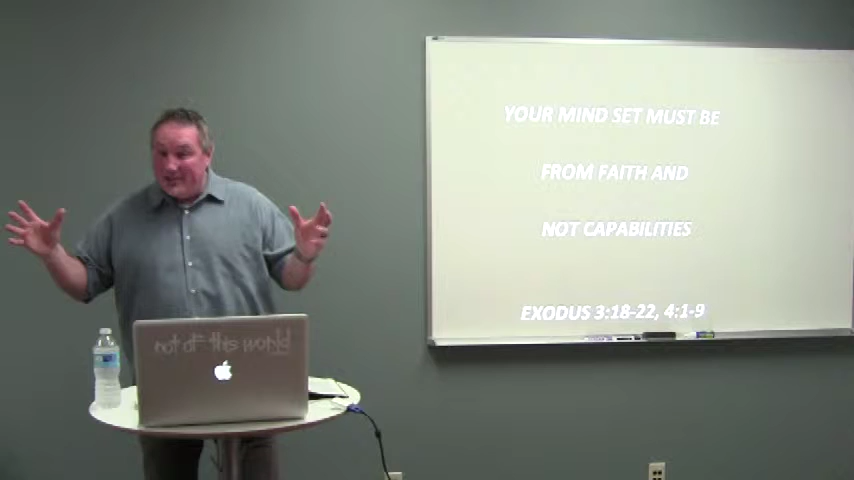 YOUR MIND SET MUST BE
FROM FAITH AND
NOT CAPABILITIES
EXODUS 3:18-22, 4:1-9
not of this world